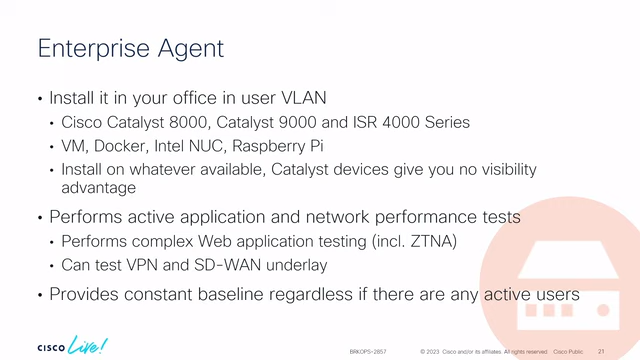 Enterprise Agent
• Install it in your office in user VLAN
• Cisco Catalyst 8000, Catalyst 9000 and ISR 4000 Series
• VM, Docker, Intel NUC, Raspberry Pi
• Install on whatever available, Catalyst devices give you no visibility
advantage
• Performs active application and network performance tests
• Performs complex Web application testing (incl. ZTNA)
• Can test VPN and SD-WAN underlay
• Provides constant baseline regardless if there are any active users
CISCO Live! BRKOPS-2857 © 2023 Cisco and/or its affiliates. All rights reserved. Cisco Public 21